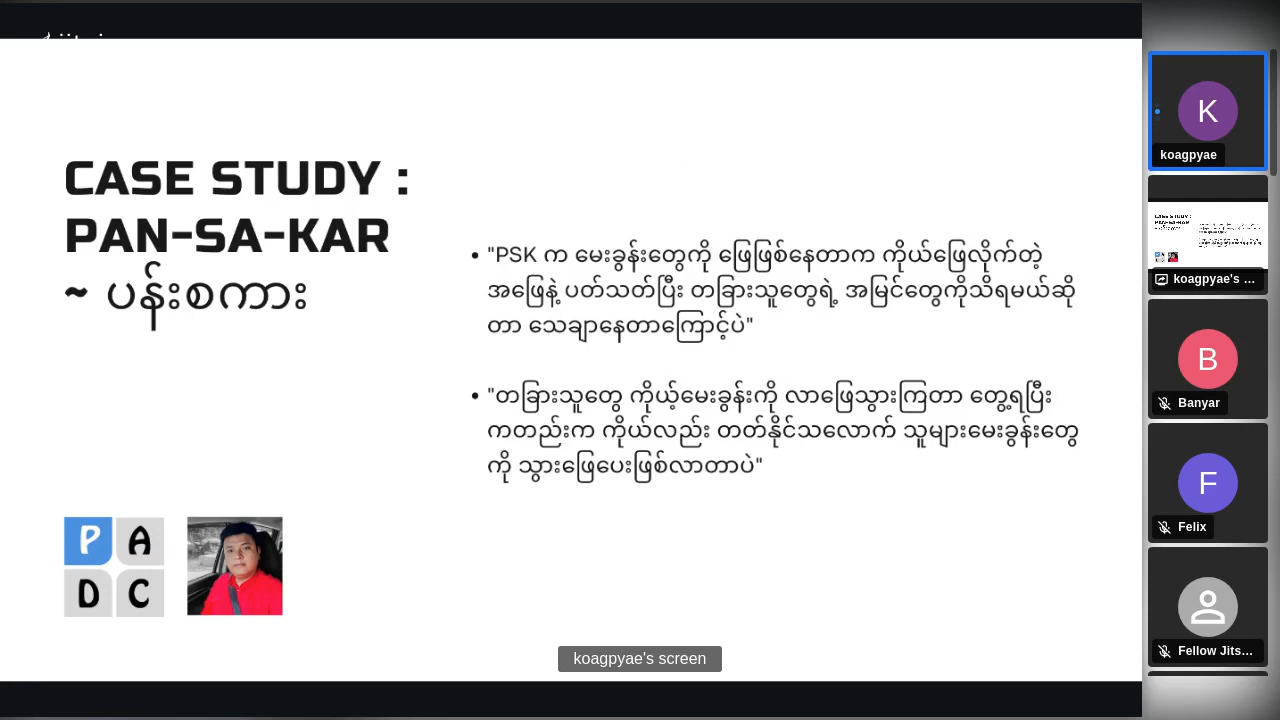 CASE STUDY :
PAN-SA-KAR
~ ပန်းစကား
• "PSK က မေးခွန်းတွေကို ဖြေဖြစ်နေတာက ကိုယ်ဖြေလိုက်တဲ့
အဖြေနဲ့ ပတ်သတ်ပြီး တခြားသူတွေရဲ့ အမြင်တွေကိုသိရမယ်ဆို
တာ သေချာနေတာကြောင့်ပဲ"
• "တခြားသူတွေ ကိုယ့်မေးခွန်းကို လာဖြေသွားကြတာ တွေ့ရပြီး
ကတည်းက ကိုယ်လည်း တတ်နိုင်သလောက် သူများမေးခွန်းတွေ
ကို သွားဖြေပေးဖြစ်လာတာပဲ"
P A
D C
koagpyae's screen
K
koagpyae
CASE STUDY :
PAN-SA-KAR
koagpyae's ...
B
Banyar
F
Felix
Fellow Jits...